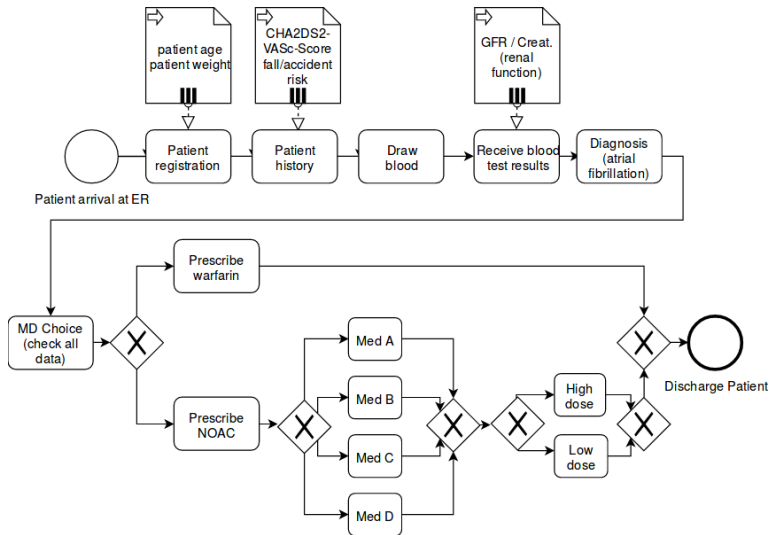 patient age
patient weight
CHA2DS2-
VASc-Score
fall/accident
risk
GFR / Creat.
(renal
function)
Patient
registration
Patient
history
Draw
blood
Receive blood
test results
Diagnosis
(atrial
fibrillation)
Patient arrival at ER
Prescribe
warfarin
MD Choice
(check all
data)
Med A
Med B
Med C
Med D
Prescribe
NOAC
High
dose
Low
dose
Discharge Patient